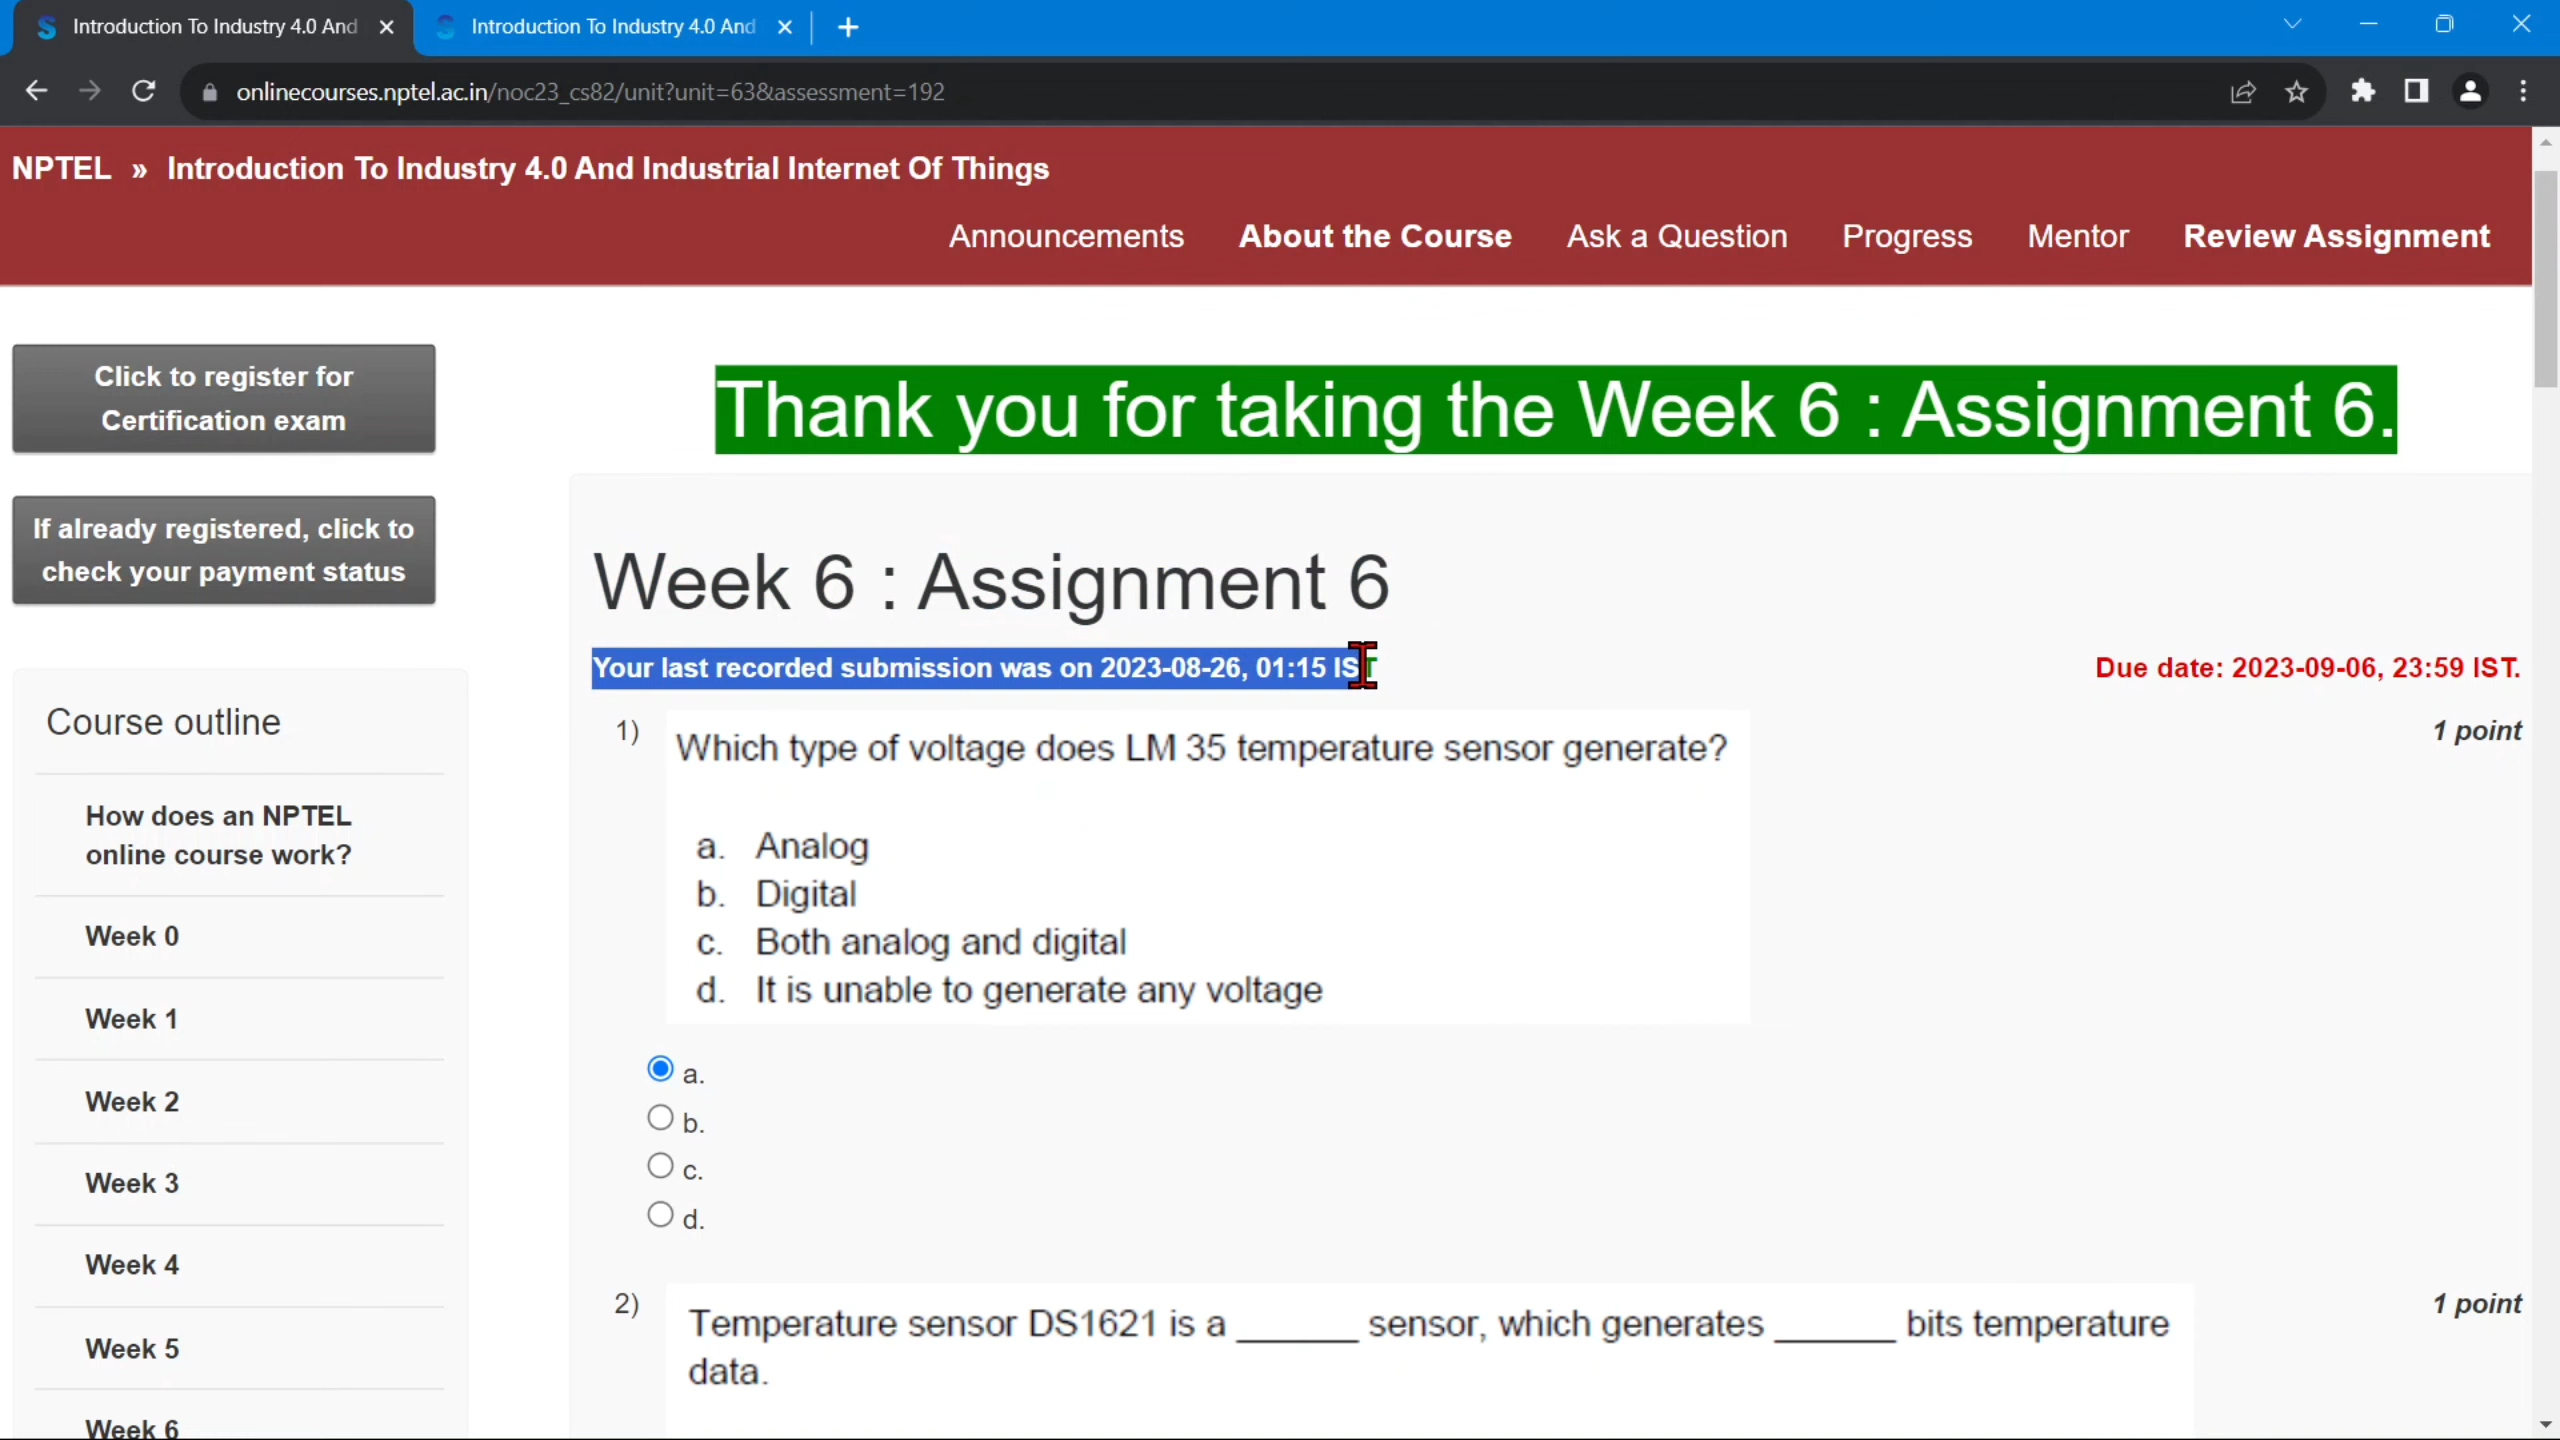 Introduction To Industry 4.0 And
Introduction To Industry 4.0 And
onlinecourses.nptel.ac.in/noc23_cs82/unit?unit=63&assessment=192
NPTEL » Introduction To Industry 4.0 And Industrial Internet Of Things
Announcements About the Course Ask a Question Progress Mentor Review Assignment
Click to register for
Certification exam
If already registered, click to
check your payment status
Course outline
How does an NPTEL
online course work?
Week 0
Week 1
Week 2
Week 3
Week 4
Week 5
Week 6
Thank you for taking the Week 6 : Assignment 6.
Week 6 : Assignment 6
Your last recorded submission was on 2023-08-26, 01:15 IST
Due date: 2023-09-06, 23:59 IST.
1) Which type of voltage does LM 35 temperature sensor generate? 1 point
a. Analog
b. Digital
c. Both analog and digital
d. It is unable to generate any voltage
a.
b.
c.
d.
2) Temperature sensor DS1621 is a ______ sensor, which generates ______ bits temperature 1 point
data.